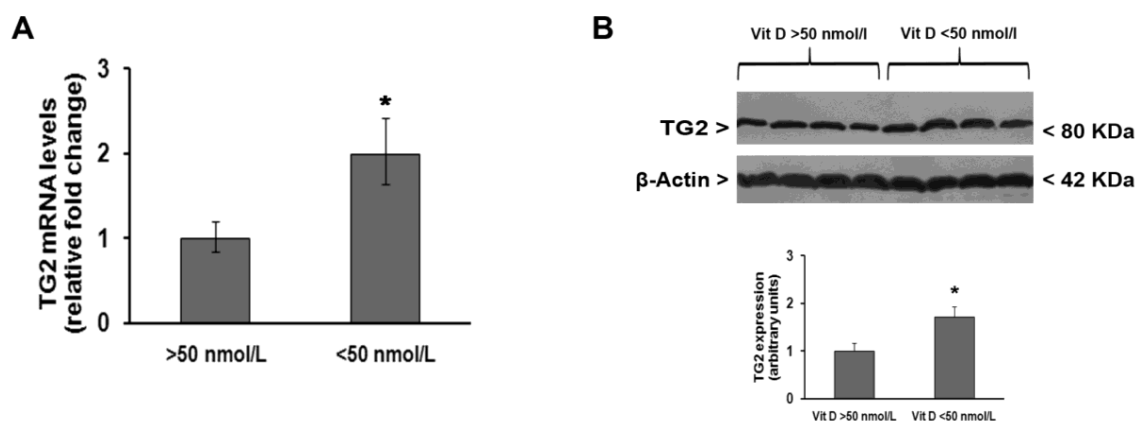 A
TG2 mRNA levels
(relative fold change)
3
2
1
0
*
>50 nmol/L
<50 nmol/L
B
Vit D >50 nmol/l
Vit D <50 nmol/l
TG2 >
< 80 KDa
β-Actin >
< 42 KDa
TG2 expression
(arbitrary units)
3
2
1
0
*
Vit D >50 nmol/L
Vit D <50 nmol/L